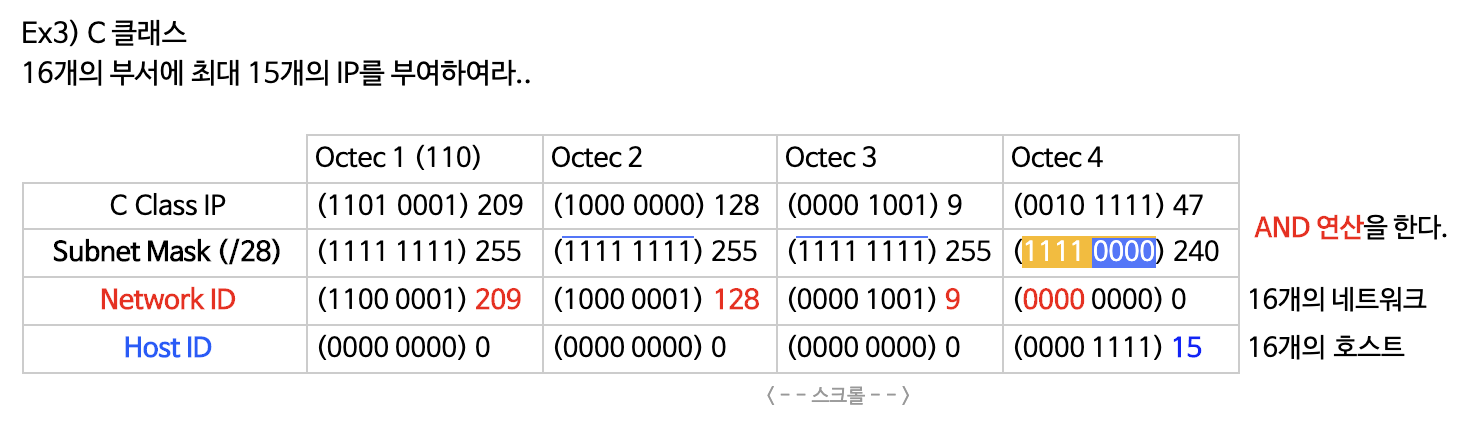 Ex3) C 클래스
16개의 부서에 최대 15개의 IP를 부여하여라..
Octec 1 (110) Octec 2 Octec 3 Octec 4
C Class IP (1101 0001) 209 (1000 0000) 128 (0000 1001) 9 (0010 1111) 47
AND 연산을 한다.
Subnet Mask (/28) (1111 1111) 255 (1111 1111) 255 (1111 1111) 255 (1111 0000) 240
Network ID (1100 0001) 209 (1000 0001) 128 (0000 1001) 9 (0000 0000) 0 16개의 네트워크
Host ID (0000 0000) 0 (0000 0000) 0 (0000 0000) 0 (0000 1111) 15 16개의 호스트
〈 - - 스크롤 - - 〉